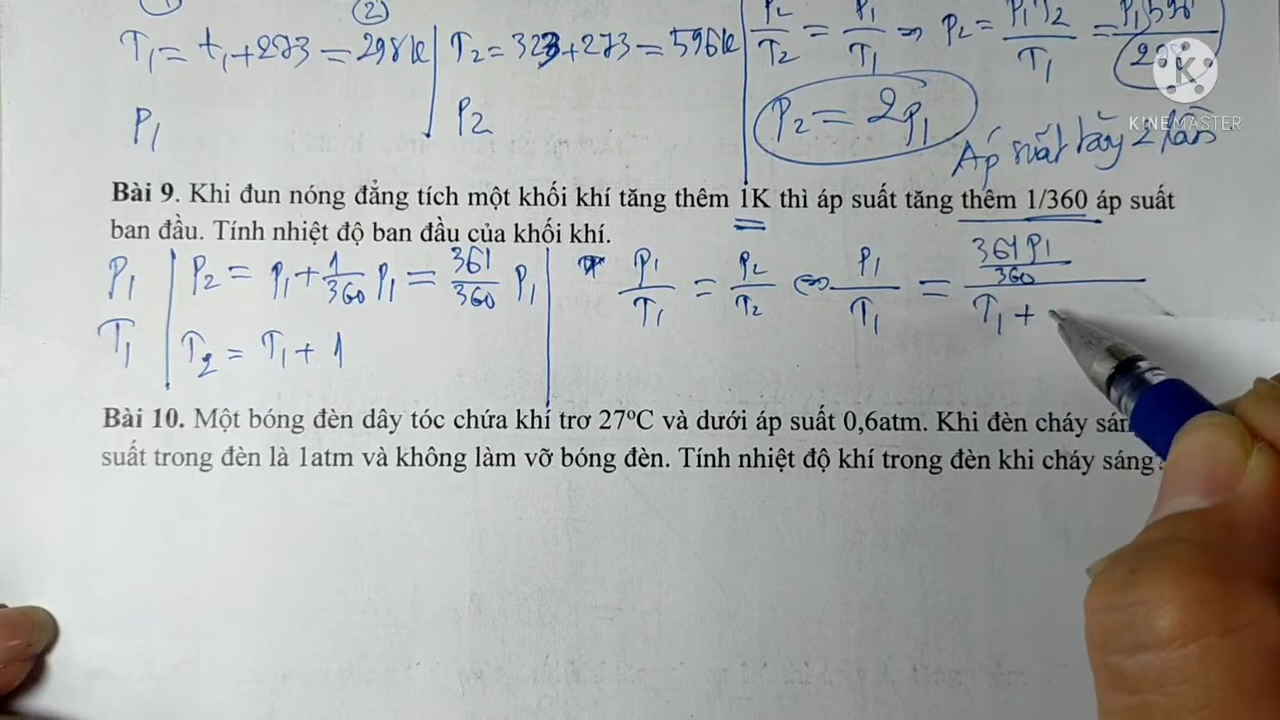 (2)
T₁ = t₁ + 273 = 298K | T₂ = 323 + 273 = 596K
P₂/T₂ = P₁/T₁ ⇒ P₂ = P₁T₂/T₁ = P₁596/298
P₁
P₂
P₂ = 2P₁
Áp suất tăng 2 lần
KINEMASTER
Bài 9. Khi đun nóng đẳng tích một khối khí tăng thêm 1K thì áp suất tăng thêm 1/360 áp suất
ban đầu. Tính nhiệt độ ban đầu của khối khí.
P₁ | P₂ = P₁ + 1/360 P₁ = 361/360 P₁
T₁ | T₂ = T₁ + 1
P₁/T₁ = P₂/T₂ ⇔ P₁/T₁ = (361P₁/360)/(T₁ +
Bài 10. Một bóng đèn dây tóc chứa khí trơ 27ºC và dưới áp suất 0,6atm. Khi đèn cháy
suất trong đèn là 1atm và không làm vỡ bóng đèn. Tính nhiệt độ khí trong đèn khi cháy sáng